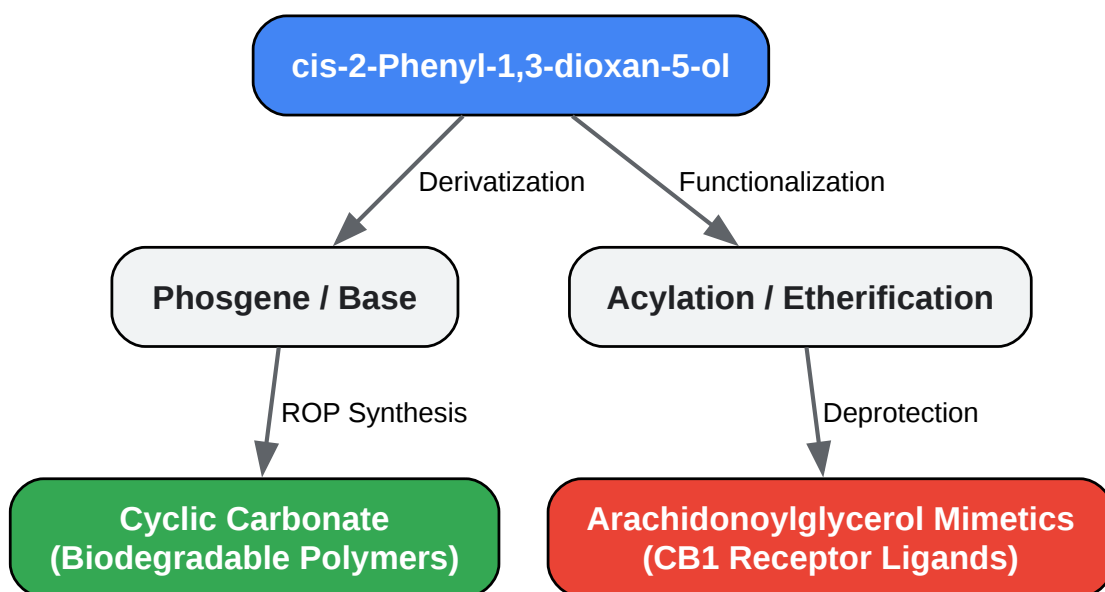 cis-2-Phenyl-1,3-dioxan-5-ol
Derivatization
Functionalization
Phosgene / Base
Acylation / Etherification
ROP Synthesis
Deprotection
Cyclic Carbonate
(Biodegradable Polymers)
Arachidonoylglycerol Mimetics
(CB1 Receptor Ligands)